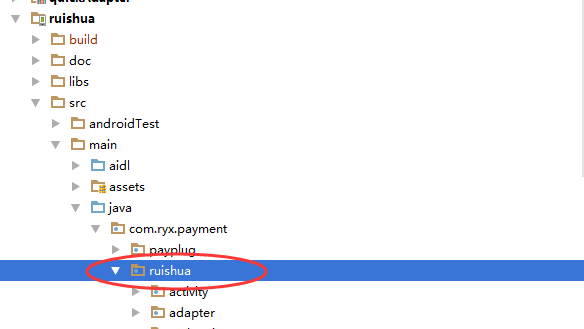 ruishua
build
doc
libs
src
androidTest
main
aidl
assets
java
com.ryx.payment
payplug
ruishua
activity
adapter